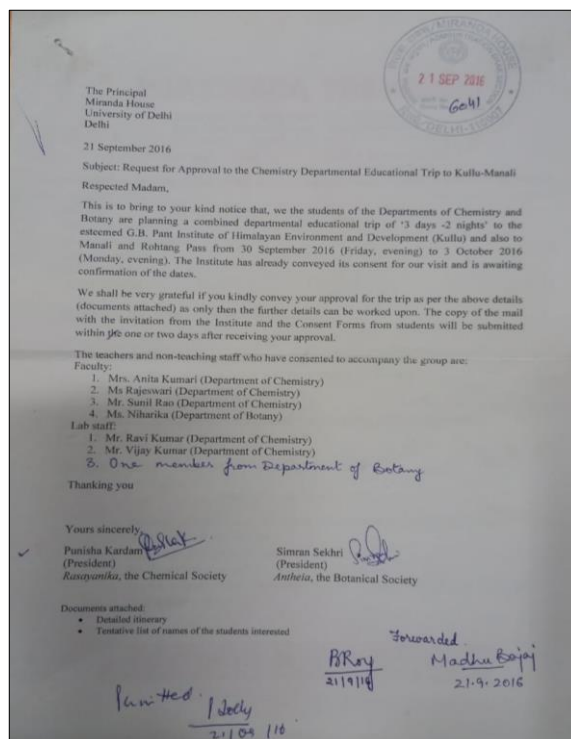 MIRANDA HOUSE
21 SEP 2016
6041
DELHI-110007
The Principal
Miranda House
University of Delhi
Delhi
21 September 2016
Subject: Request for Approval to the Chemistry Departmental Educational Trip to Kullu-Manali
Respected Madam,
This is to bring to your kind notice that, we the students of the Departments of Chemistry and
Botany are planning a combined departmental educational trip of '3 days -2 nights' to the
esteemed G.B. Pant Institute of Himalayan Environment and Development (Kullu) and also to
Manali and Rohtang Pass from 30 September 2016 (Friday, evening) to 3 October 2016
(Monday, evening). The Institute has already conveyed its consent for our visit and is awaiting
confirmation of the dates.
We shall be very grateful if you kindly convey your approval for the trip as per the above details
(documents attached) as only then the further details can be worked upon. The copy of the mail
with the invitation from the Institute and the Consent Forms from students will be submitted
within the one or two days after receiving your approval.
The teachers and non-teaching staff who have consented to accompany the group are:
Faculty:
1. Mrs. Anita Kumari (Department of Chemistry)
2. Ms Rajeswari (Department of Chemistry)
3. Mr. Sunil Rao (Department of Chemistry)
4. Ms. Niharika (Department of Botany)
Lab staff:
1. Mr. Ravi Kumar (Department of Chemistry)
2. Mr. Vijay Kumar (Department of Chemistry)
3. One member from Department of Botany
Thanking you
Yours sincerely,
Punisha Kardam
(President)
Rasayanika, the Chemical Society
Simran Sekhri
(President)
Antheia, the Botanical Society
Documents attached:
• Detailed itinerary
• Tentative list of names of the students interested
Forwarded.
BRoy
21/9/16
Madhu Bajaj
21.9.2016
Permitted.
21/09/16